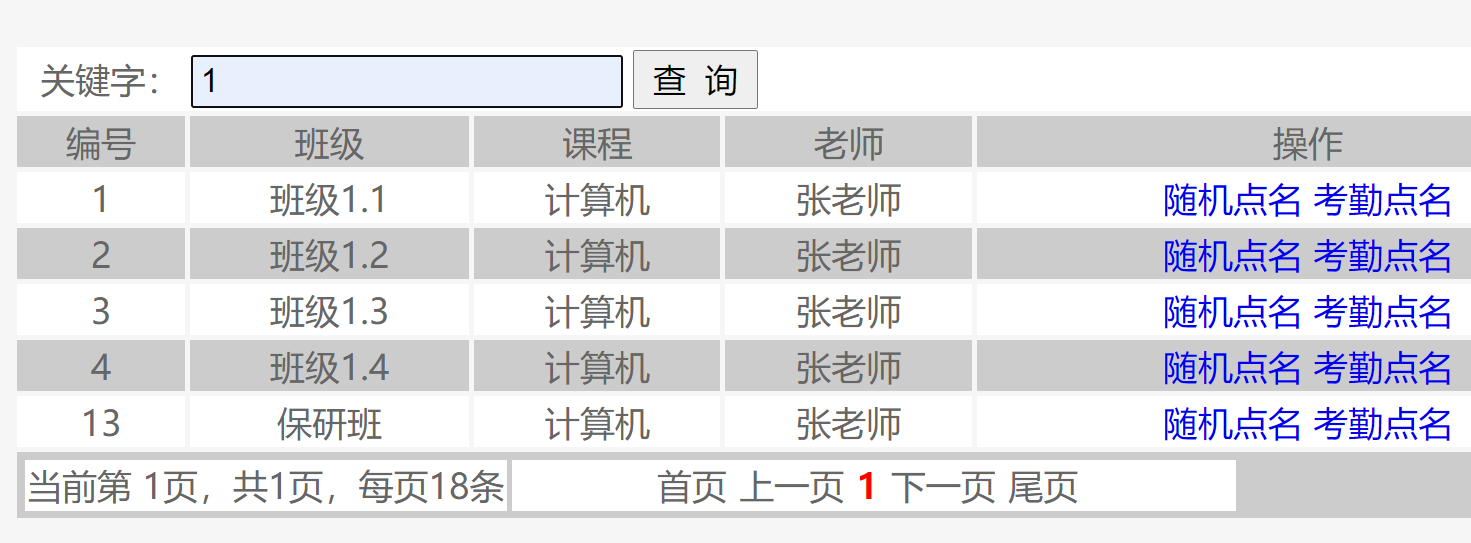 关键字： 1 查 询
编号 班级 课程 老师 操作
1 班级1.1 计算机 张老师 随机点名 考勤点名
2 班级1.2 计算机 张老师 随机点名 考勤点名
3 班级1.3 计算机 张老师 随机点名 考勤点名
4 班级1.4 计算机 张老师 随机点名 考勤点名
13 保研班 计算机 张老师 随机点名 考勤点名
当前第 1页，共1页，每页18条 首页 上一页 1 下一页 尾页